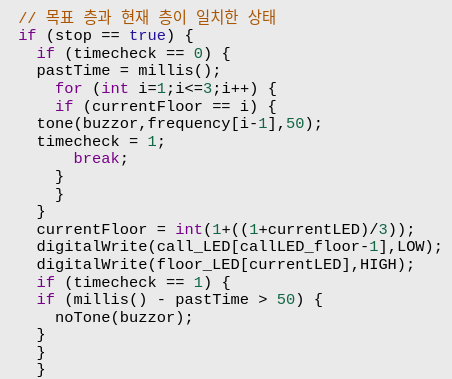 // 목표 층과 현재 층이 일치한 상태
if (stop == true) {
if (timecheck == 0) {
pastTime = millis();
for (int i=1;i<=3;i++) {
if (currentFloor == i) {
tone(buzzor,frequency[i-1],50);
timecheck = 1;
break;
}
}
}
currentFloor = int(1+((1+currentLED)/3));
digitalWrite(call_LED[callLED_floor-1],LOW);
digitalWrite(floor_LED[currentLED],HIGH);
if (timecheck == 1) {
if (millis() - pastTime > 50) {
noTone(buzzor);
}
}
}